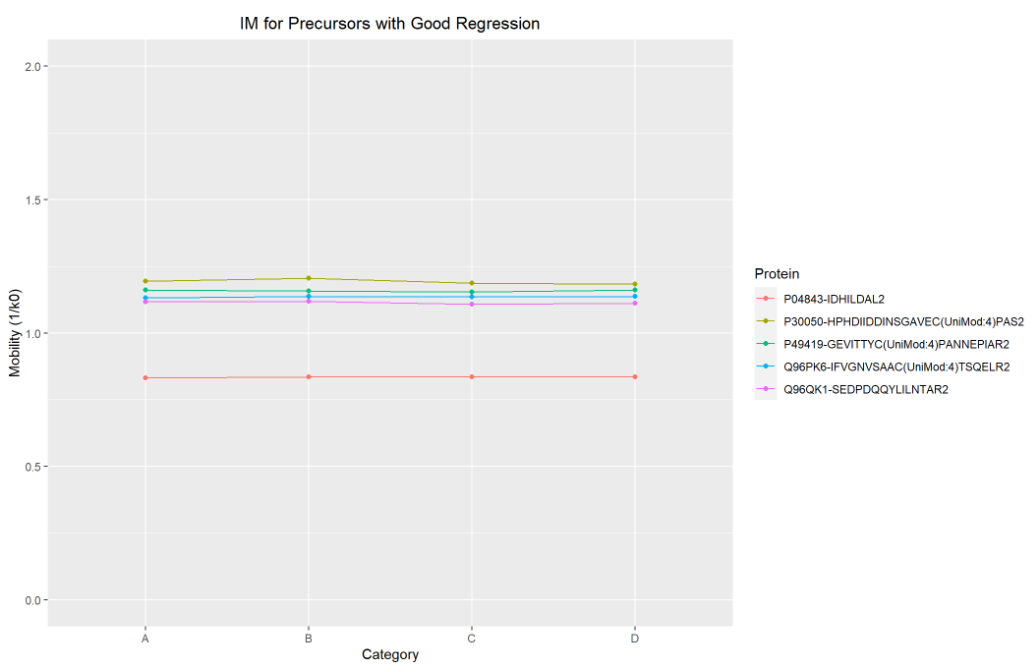 IM for Precursors with Good Regression
Mobility (1/k0)
2.0
1.5
1.0
0.5
0.0
A B C D
Category
Protein
P04843-IDHILDAL2
P30050-HPHDIIDDINSGAVEC(UniMod:4)PAS2
P49419-GEVITTYC(UniMod:4)PANNEPIAR2
Q96PK6-IFVGNVSAAC(UniMod:4)TSQELR2
Q96QK1-SEDPDQQYLILNTAR2